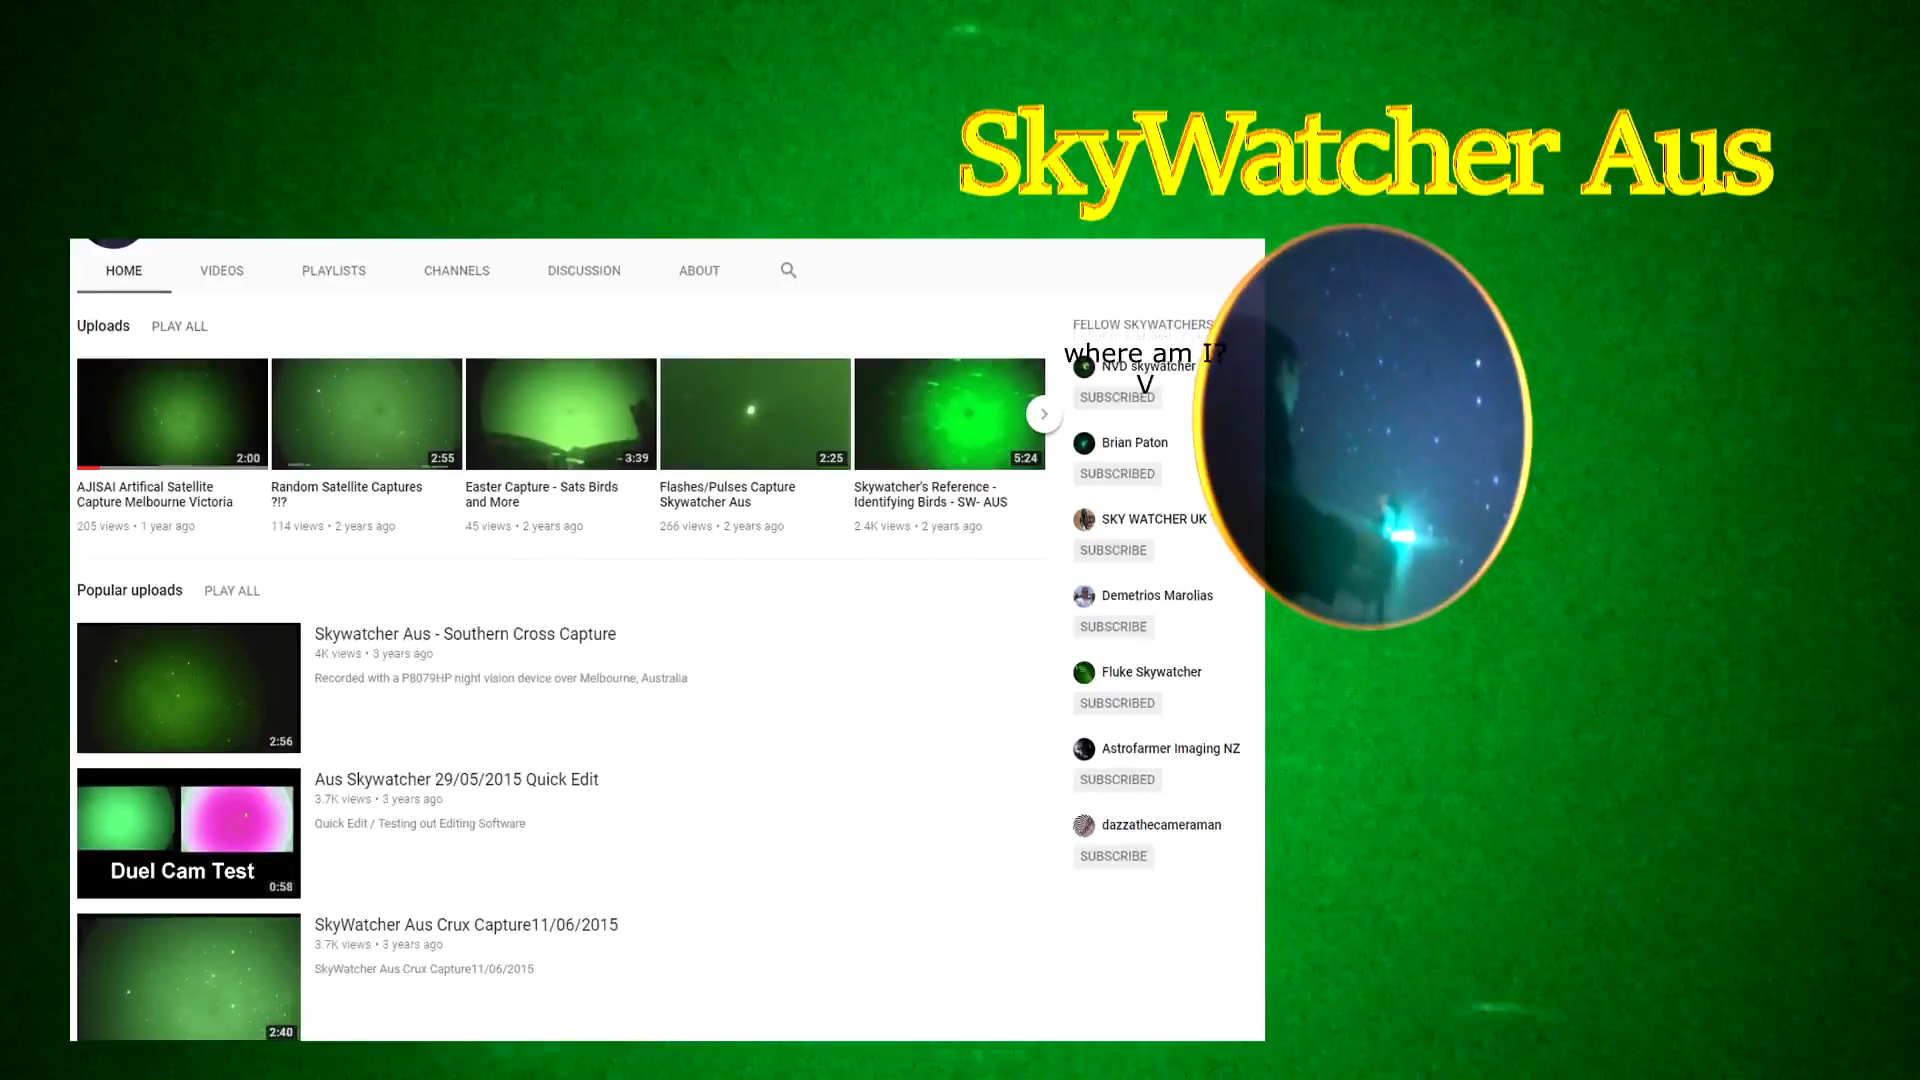 SkyWatcher Aus
HOME VIDEOS PLAYLISTS CHANNELS DISCUSSION ABOUT
Uploads PLAY ALL
2:00
2:55
3:39
2:25
5:24
AJISAI Artifical Satellite
Capture Melbourne Victoria
205 views • 1 year ago
Random Satellite Captures
?!?
114 views • 2 years ago
Easter Capture - Sats Birds
and More
45 views • 2 years ago
Flashes/Pulses Capture
Skywatcher Aus
266 views • 2 years ago
Skywatcher's Reference -
Identifying Birds - SW- AUS
2.4K views • 2 years ago
Popular uploads PLAY ALL
2:56
Skywatcher Aus - Southern Cross Capture
4K views • 3 years ago
Recorded with a P8079HP night vision device over Melbourne, Australia
Duel Cam Test
0:58
Aus Skywatcher 29/05/2015 Quick Edit
3.7K views • 3 years ago
Quick Edit / Testing out Editing Software
2:40
SkyWatcher Aus Crux Capture11/06/2015
3.7K views • 3 years ago
SkyWatcher Aus Crux Capture11/06/2015
FELLOW SKYWATCHERS
where am I?
V
NVD skywatcher
SUBSCRIBED
Brian Paton
SUBSCRIBED
SKY WATCHER UK
SUBSCRIBE
Demetrios Marolias
SUBSCRIBE
Fluke Skywatcher
SUBSCRIBED
Astrofarmer Imaging NZ
SUBSCRIBED
dazzathecameraman
SUBSCRIBE